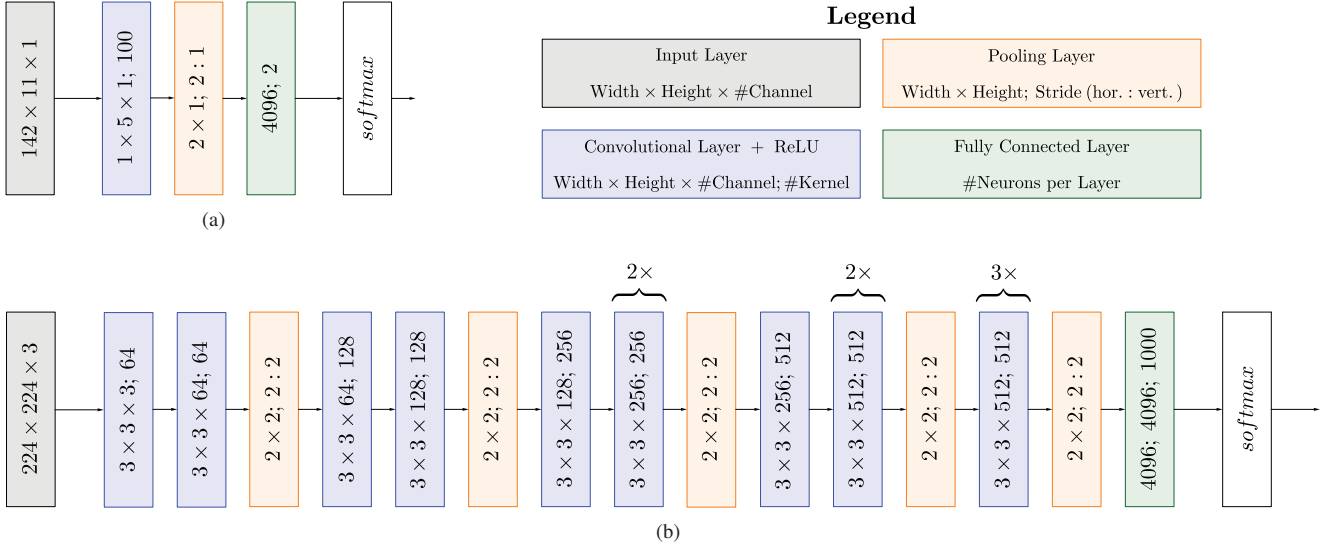 142 × 11 × 1
1 × 5 × 1; 100
2 × 1; 2 : 1
4096; 2
softmax
(a)
Legend
Input Layer
Width × Height × #Channel
Pooling Layer
Width × Height; Stride (hor. : vert. )
Convolutional Layer + ReLU
Width × Height × #Channel; #Kernel
Fully Connected Layer
#Neurons per Layer
2×
2×
3×
224 × 224 × 3
3 × 3 × 3; 64
3 × 3 × 64; 64
2 × 2; 2 : 2
3 × 3 × 64; 128
3 × 3 × 128; 128
2 × 2; 2 : 2
3 × 3 × 128; 256
3 × 3 × 256; 256
2 × 2; 2 : 2
3 × 3 × 256; 512
3 × 3 × 512; 512
2 × 2; 2 : 2
3 × 3 × 512; 512
2 × 2; 2 : 2
4096; 4096; 1000
softmax
(b)